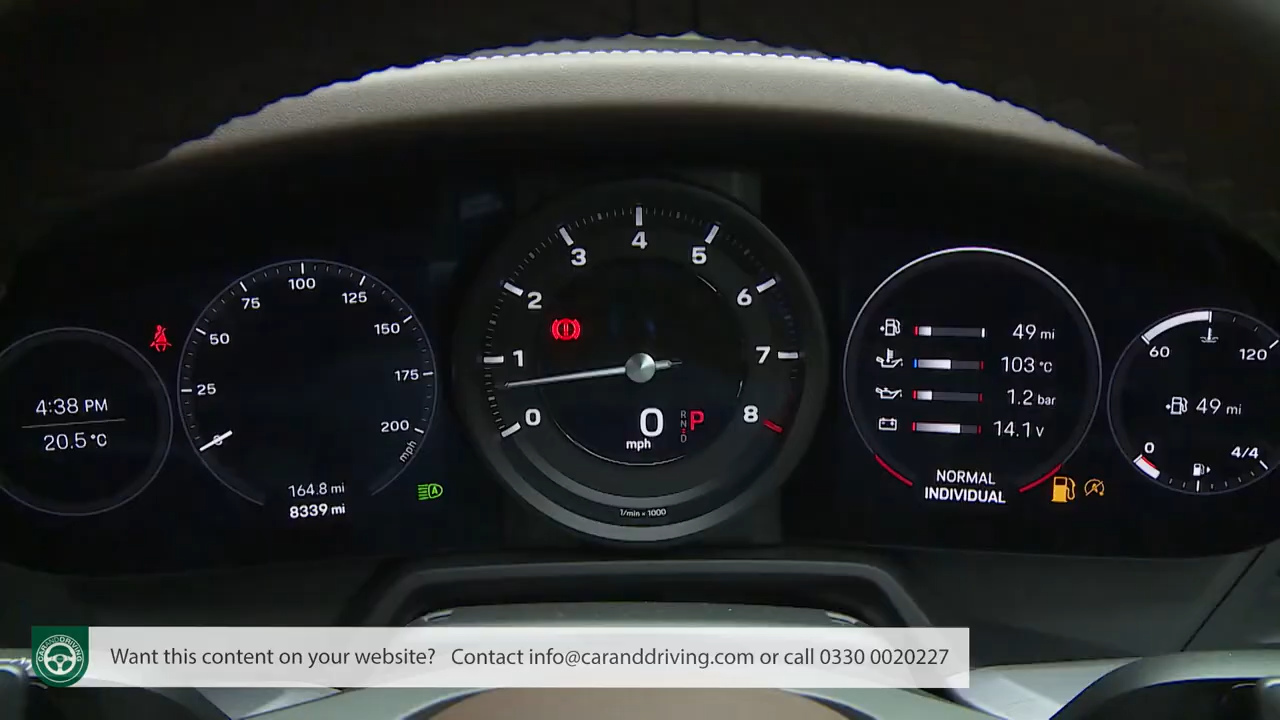 4:38 PM
20.5 °C
0
25
50
75
100
125
150
175
200
mph
164.8 mi
8339 mi
A
0
1
2
3
4
5
6
7
8
0
mph
R
N
D
P
1/min × 1000
49 mi
103 °C
1.2 bar
14.1 v
NORMAL
INDIVIDUAL
A
60
120
49 mi
0
4/4
CARANDDRIVING
Want this content on your website? Contact info@caranddriving.com or call 0330 0020227